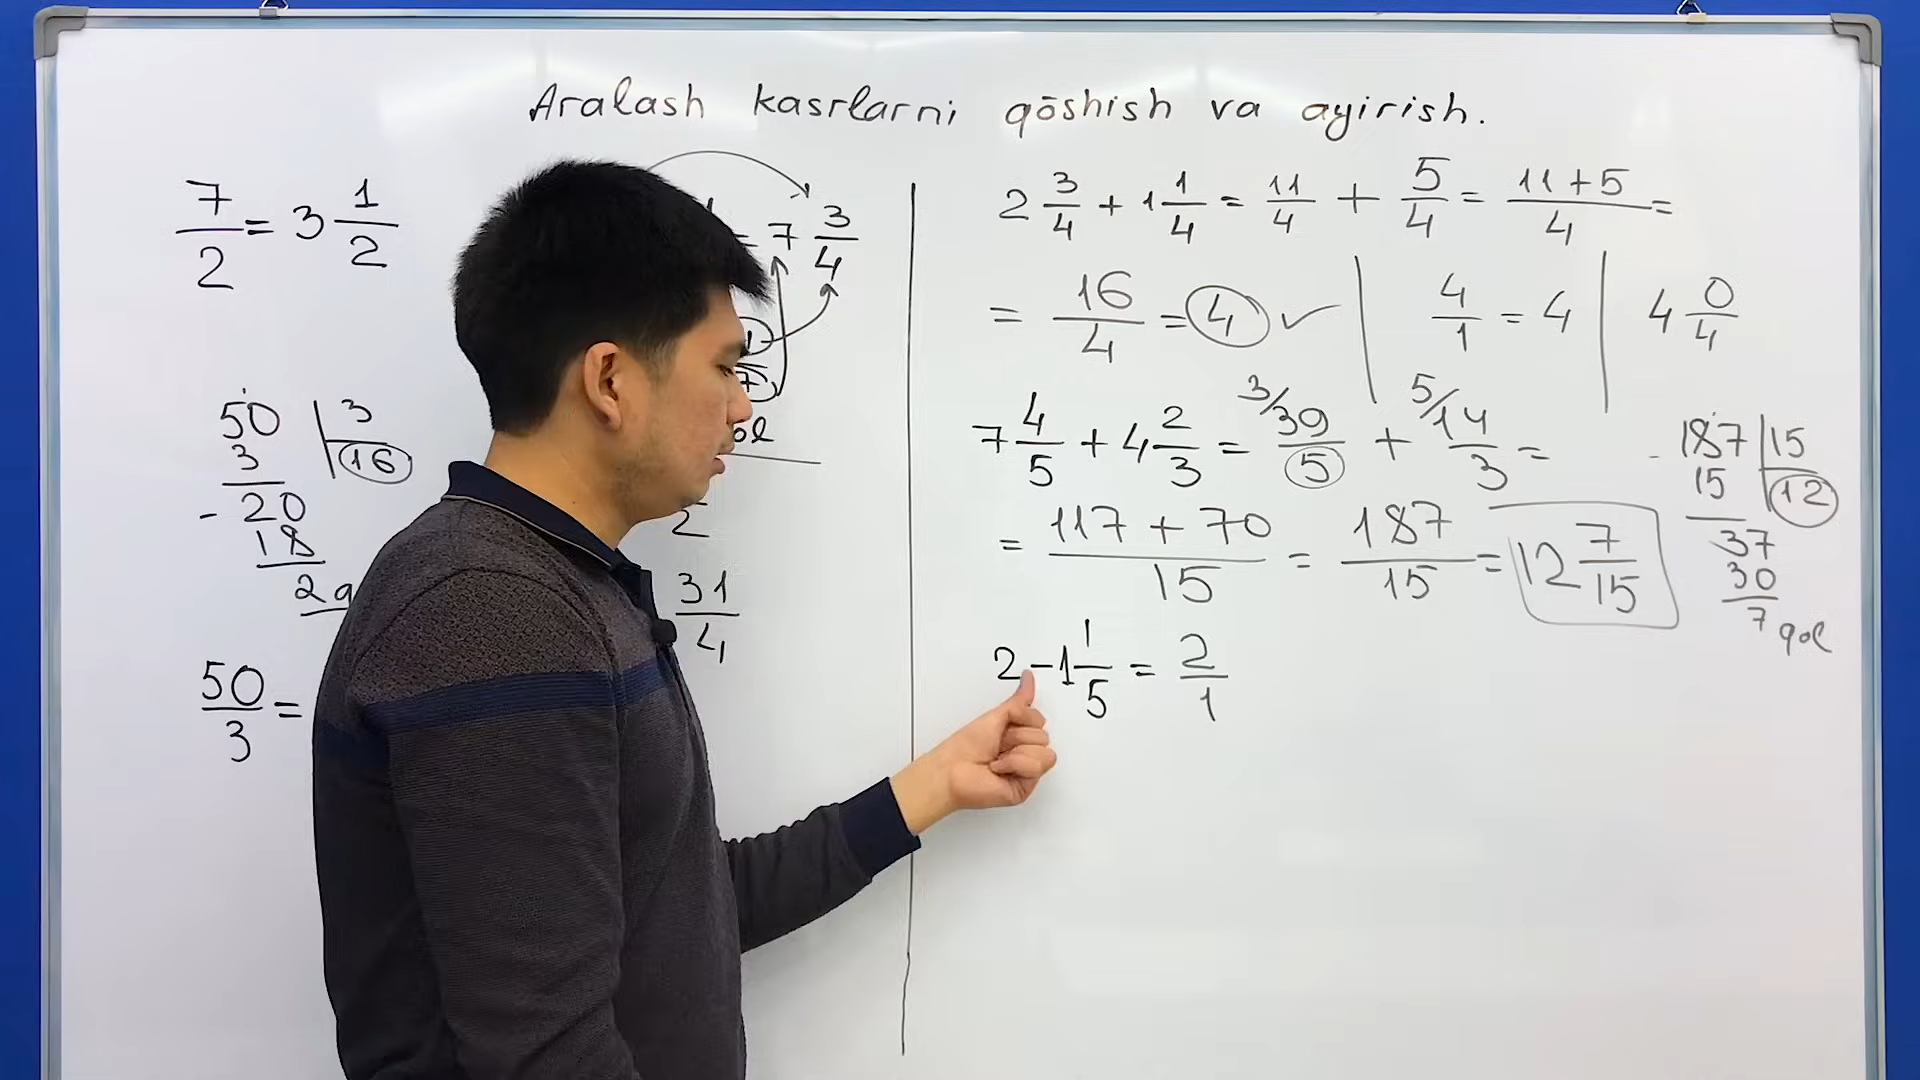 Aralash kasrlarni qōshish va ayirish.
7/2 = 3 1/2
= 7 3/4
50 | 3
3 | 16
- 20
18
2
50/3 =
31/4
2 3/4 + 1 1/4 = 11/4 + 5/4 = (11+5)/4 =
= 16/4 = 4 ✓ | 4/1 = 4 | 4 0/4
7 4/5 + 4 2/3 = 3/ 39/5 + 5/ 14/3 =
= (117 + 70)/15 = 187/15 = 12 7/15
- 187 | 15
15 | 12
37
30
7 qol
2 - 1 1/5 = 2/1